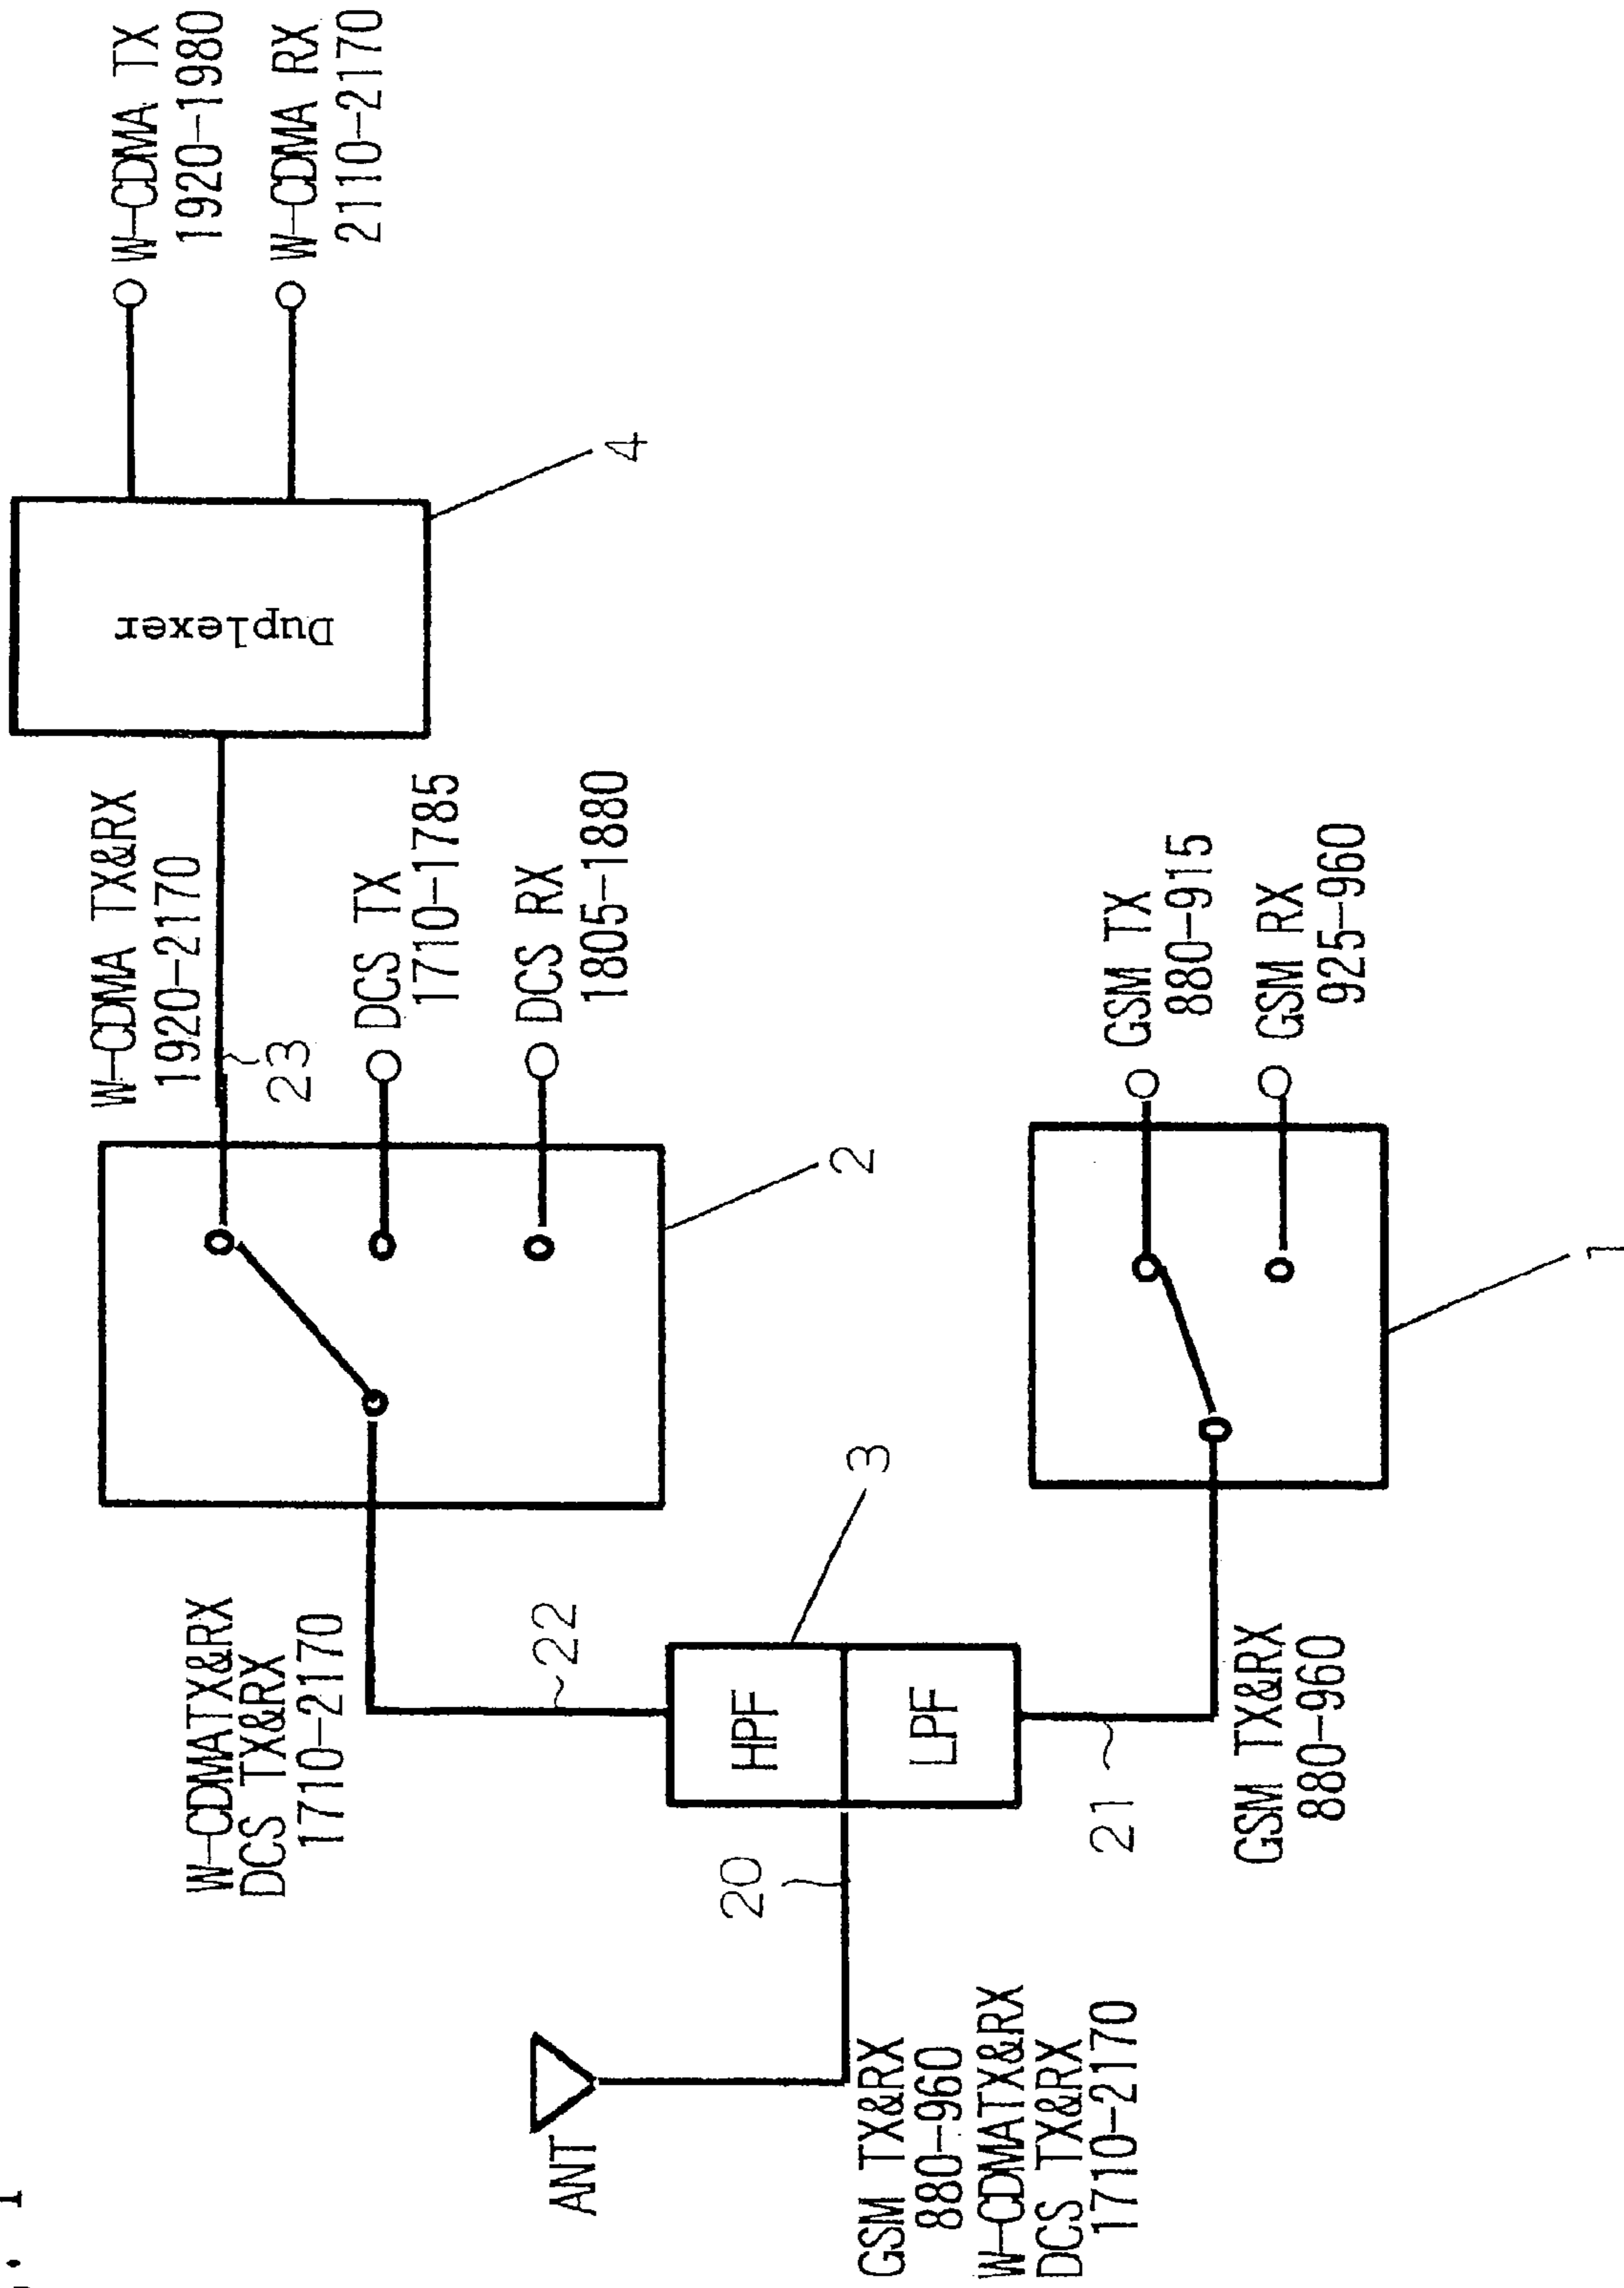 W-CDMA TX
1920-1980
W-CDMA RX
2110-2170
Duplexer
4
W-CDMA TX&RX
1920-2170
23
DCS TX
1710-1785
DCS RX
1805-1880
2
W-CDMATX&RX
DCS TX&RX
1710-2170
22
3
HPF
LPF
GSM TX
880-915
GSM RX
925-960
1
21
GSM TX&RX
880-960
20
ANT
GSM TX&RX
880-960
W-CDMATX&RX
DCS TX&RX
1710-2170
1